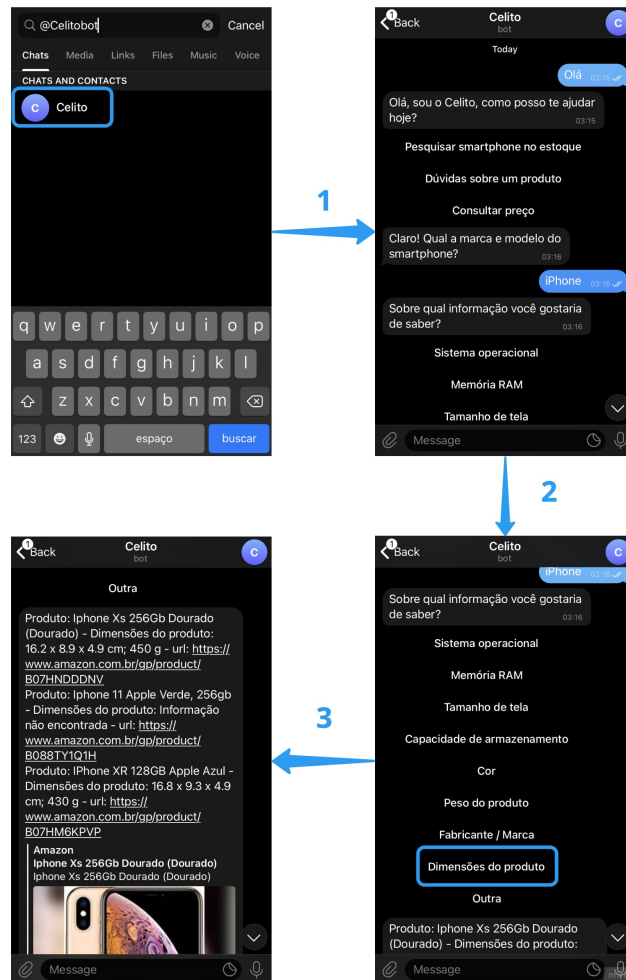 @Celitobot
Cancel
Chats Media Links Files Music Voice
CHATS AND CONTACTS
C Celito
q w e r t y u i o p
a s d f g h j k l
z x c v b n m
123 espaço buscar
1
1
Back
Celito
bot
C
Today
Olá 03:15
Olá, sou o Celito, como posso te ajudar
hoje? 03:15
Pesquisar smartphone no estoque
Dúvidas sobre um produto
Consultar preço
Claro! Qual a marca e modelo do
smartphone? 03:16
iPhone 03:16
Sobre qual informação você gostaria
de saber? 03:16
Sistema operacional
Memória RAM
Tamanho de tela
Message
2
1
Back
Celito
bot
C
iPhone 03:16
Sobre qual informação você gostaria
de saber? 03:16
Sistema operacional
Memória RAM
Tamanho de tela
Capacidade de armazenamento
Cor
Peso do produto
Fabricante / Marca
Dimensões do produto
Outra
Produto: Iphone Xs 256Gb Dourado
(Dourado) - Dimensões do produto:
Message
3
1
Back
Celito
bot
C
Outra
Produto: Iphone Xs 256Gb Dourado
(Dourado) - Dimensões do produto:
16.2 x 8.9 x 4.9 cm; 450 g - url: https://
www.amazon.com.br/gp/product/
B07HNDDDNV
Produto: Iphone 11 Apple Verde, 256gb
- Dimensões do produto: Informação
não encontrada - url: https://
www.amazon.com.br/gp/product/
B088TY1Q1H
Produto: IPhone XR 128GB Apple Azul -
Dimensões do produto: 16.8 x 9.3 x 4.9
cm; 430 g - url: https://
www.amazon.com.br/gp/product/
B07HM6KPVP
Amazon
Iphone Xs 256Gb Dourado (Dourado)
Iphone Xs 256Gb Dourado (Dourado)
Message